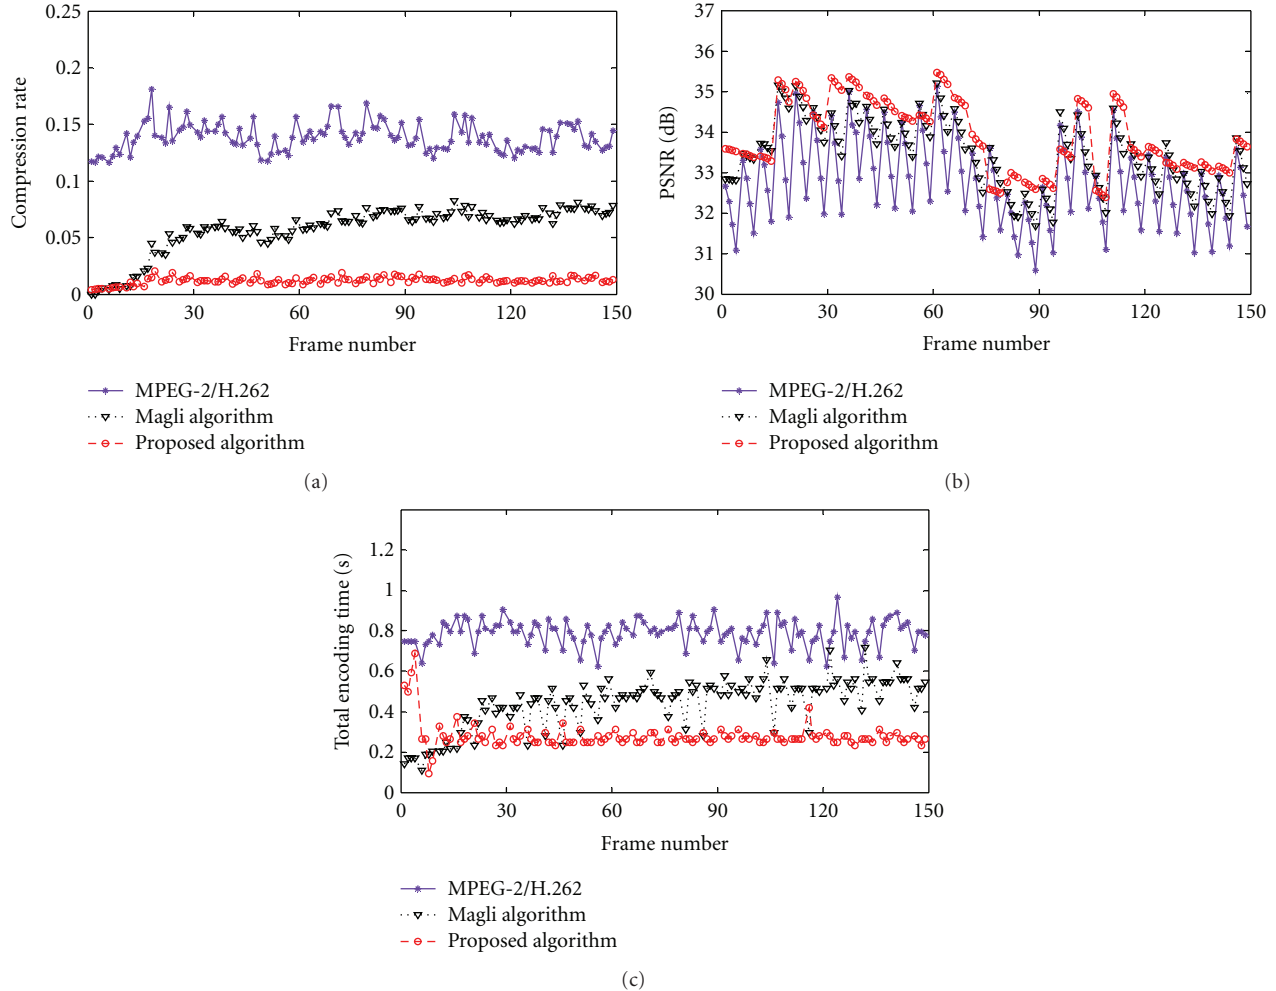 Compression rate
0.25
0.2
0.15
0.1
0.05
0
0 30 60 90 120 150
Frame number
MPEG-2/H.262
Magli algorithm
Proposed algorithm
(a)
PSNR (dB)
37
36
35
34
33
32
31
30
0 30 60 90 120 150
Frame number
MPEG-2/H.262
Magli algorithm
Proposed algorithm
(b)
Total encoding time (s)
1.2
1
0.8
0.6
0.4
0.2
0
0 30 60 90 120 150
Frame number
MPEG-2/H.262
Magli algorithm
Proposed algorithm
(c)